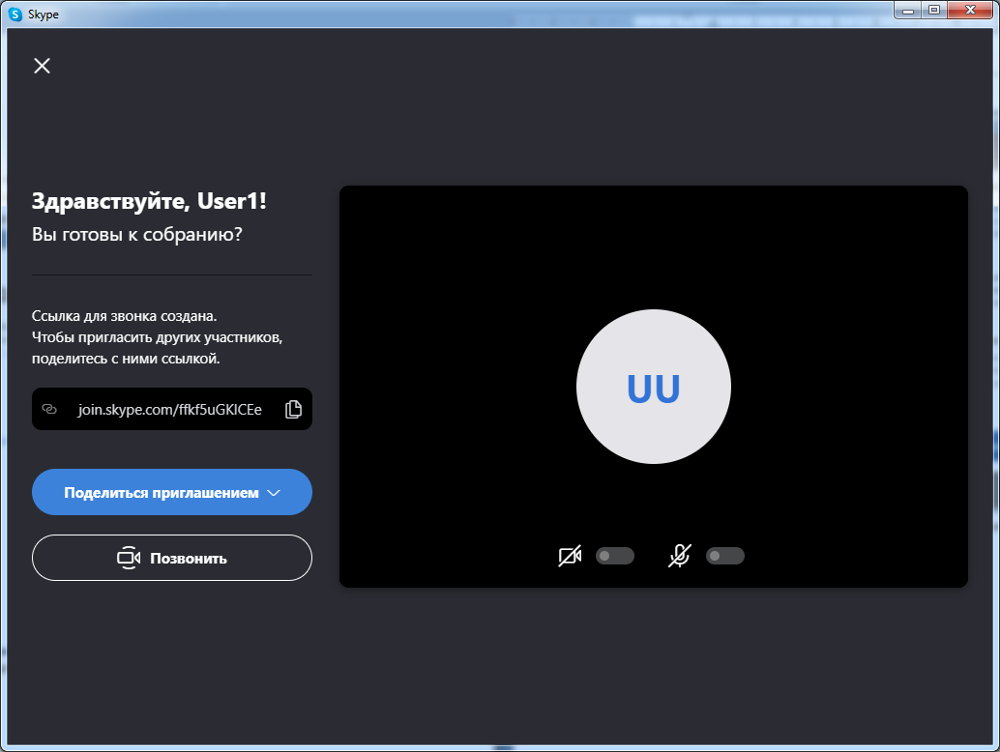 Skype
Здравствуйте, User1!
Вы готовы к собранию?
Ссылка для звонка создана.
Чтобы пригласить других участников,
поделитесь с ними ссылкой.
join.skype.com/ffkf5uGKlCEe
Поделиться приглашением
Позвонить
UU